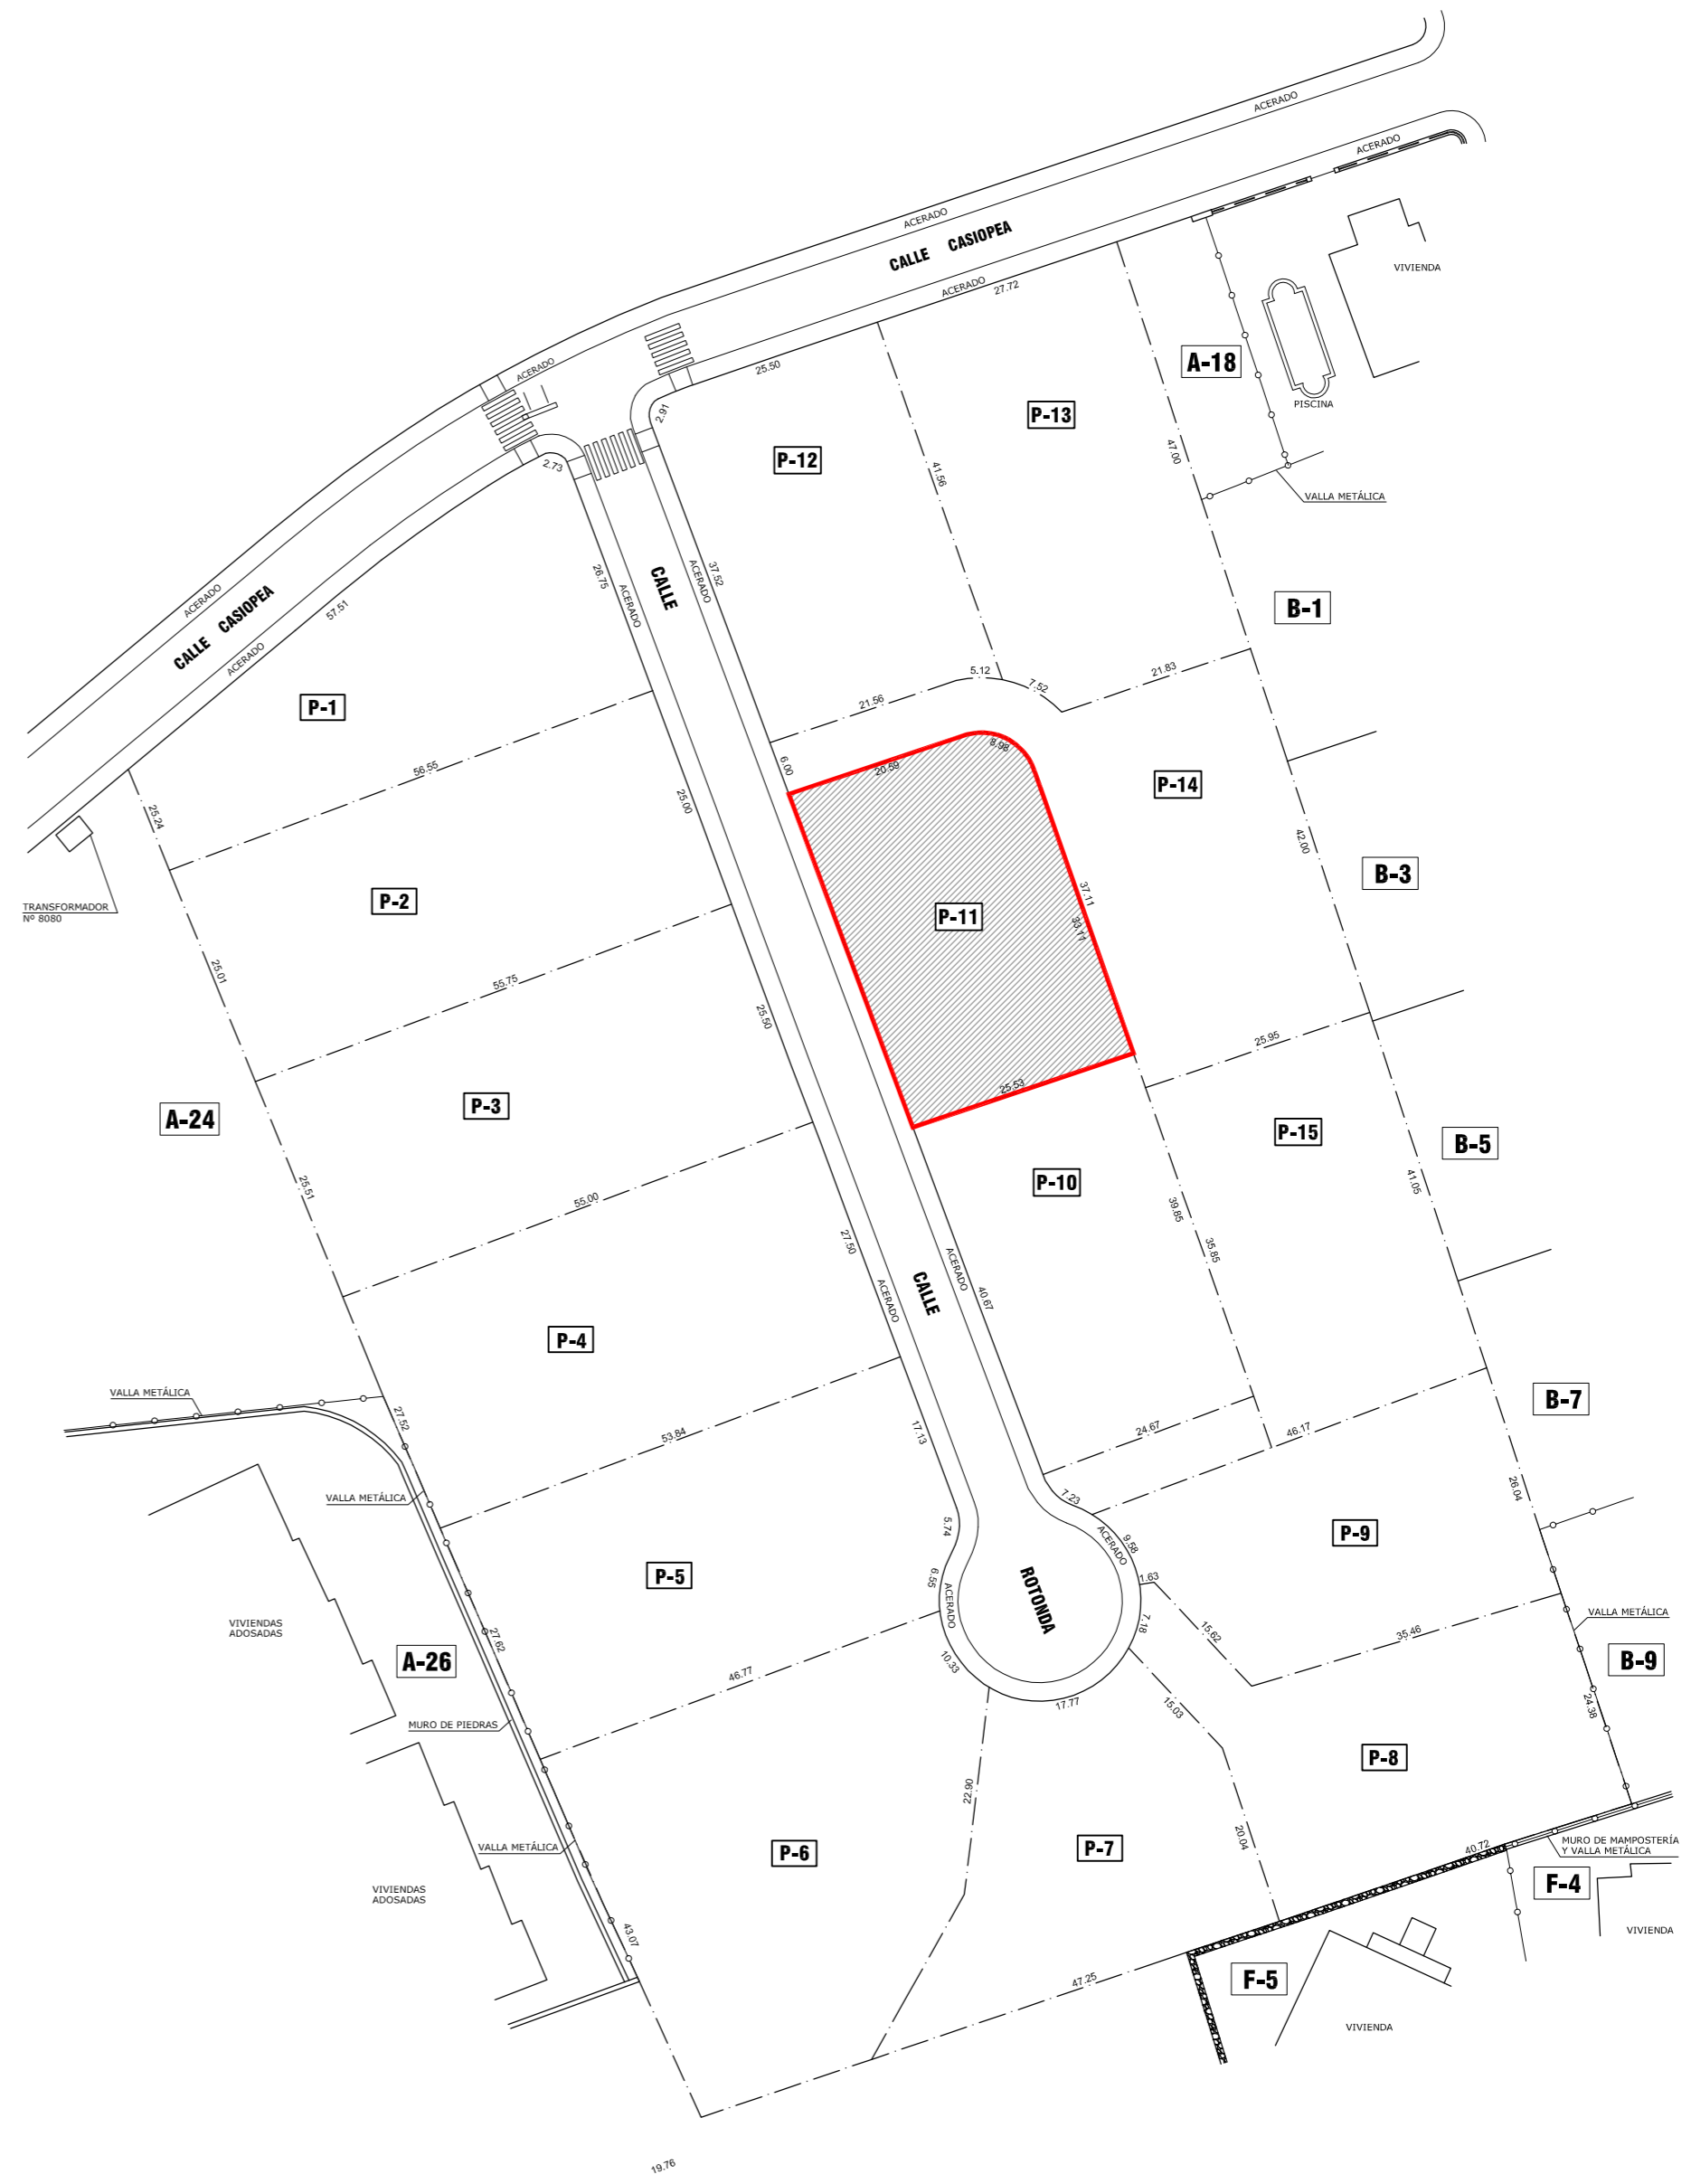 ACERADO
ACERADO
ACERADO
CALLE CASIOPEA
ACERADO
27.72
VIVIENDA
A-18
PISCINA
ACERADO
25.50
2.91
2.73
P-13
P-12
41.56
47.00
VALLA METÁLICA
ACERADO
CALLE CASIOPEA
ACERADO
57.51
26.75
ACERADO
CALLE
ACERADO
37.52
B-1
P-1
5.12
7.52
21.83
21.56
6.00
8.98
20.59
56.55
25.24
25.00
P-14
42.00
B-3
TRANSFORMADOR
Nº 8080
P-2
P-11
37.11
33.11
25.01
55.75
25.50
25.95
25.53
A-24
P-3
P-15
B-5
P-10
25.51
55.00
39.85
35.85
41.05
27.50
ACERADO
CALLE
ACERADO
40.67
P-4
VALLA METÁLICA
27.52
53.84
17.13
24.67
46.17
B-7
VALLA METÁLICA
26.04
7.23
5.74
ACERADO
9.58
P-9
P-5
6.55
ACERADO
ROTONDA
1.63
7.18
15.62
35.46
VALLA METÁLICA
VIVIENDAS
ADOSADAS
27.62
A-26
B-9
46.77
10.33
17.77
15.03
24.38
MURO DE PIEDRAS
P-8
22.90
20.04
VALLA METÁLICA
P-6
P-7
40.72
MURO DE MAMPOSTERÍA
Y VALLA METÁLICA
F-4
VIVIENDAS
ADOSADAS
43.07
VIVIENDA
47.25
F-5
VIVIENDA
19.76